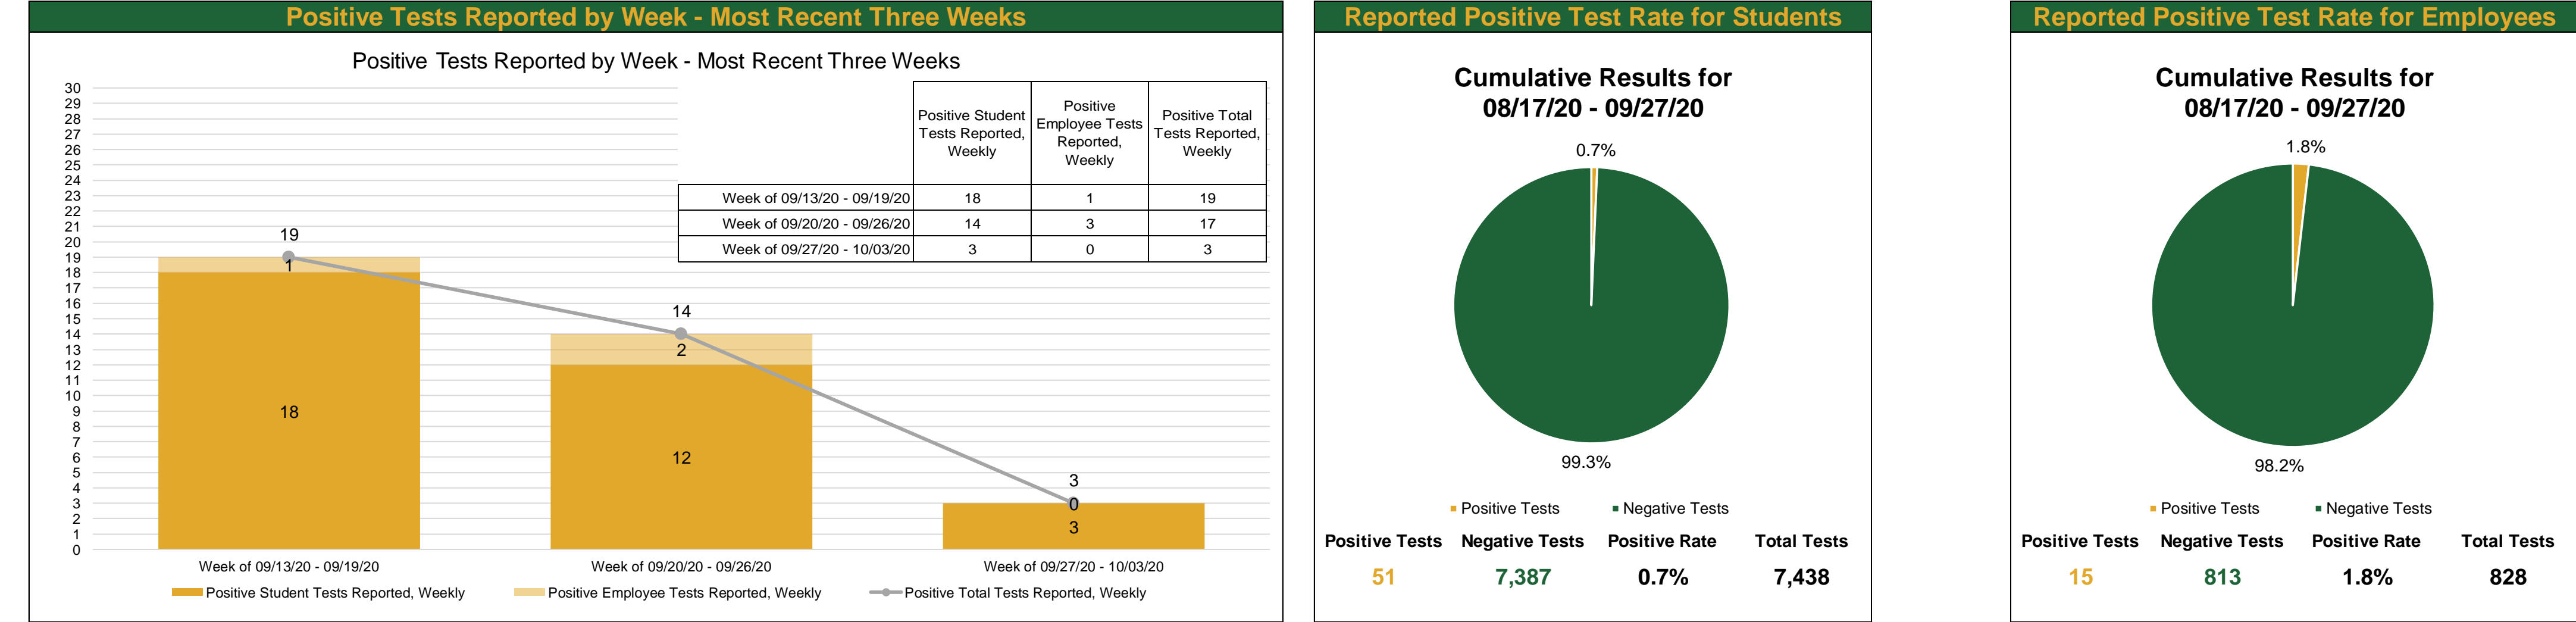 Positive Tests Reported by Week - Most Recent Three Weeks
Positive Tests Reported by Week - Most Recent Three Weeks
30
29
28
27
26
25
24
23
22
21
20
19
18
17
16
15
14
13
12
11
10
9
8
7
6
5
4
3
2
1
0
Positive Student Tests Reported, Weekly
Positive Employee Tests Reported, Weekly
Positive Total Tests Reported, Weekly
Week of 09/13/20 - 09/19/20 18 1 19
Week of 09/20/20 - 09/26/20 14 3 17
Week of 09/27/20 - 10/03/20 3 0 3
19
1
18
14
2
12
3
0
3
Week of 09/13/20 - 09/19/20 Week of 09/20/20 - 09/26/20 Week of 09/27/20 - 10/03/20
Positive Student Tests Reported, Weekly Positive Employee Tests Reported, Weekly Positive Total Tests Reported, Weekly
Reported Positive Test Rate for Students
Cumulative Results for
08/17/20 - 09/27/20
0.7%
99.3%
Positive Tests Negative Tests
Positive Tests Negative Tests Positive Rate Total Tests
51 7,387 0.7% 7,438
Reported Positive Test Rate for Employees
Cumulative Results for
08/17/20 - 09/27/20
1.8%
98.2%
Positive Tests Negative Tests
Positive Tests Negative Tests Positive Rate Total Tests
15 813 1.8% 828